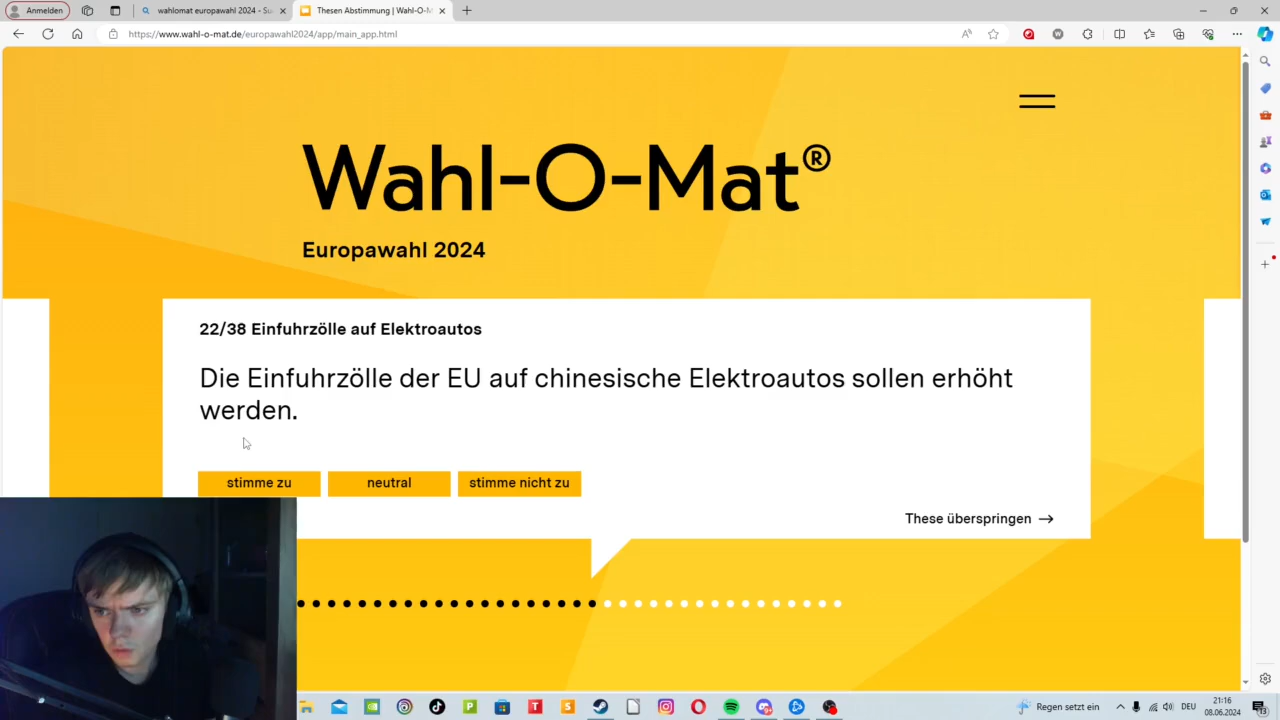 Anmelden
wahlomat europawahl 2024 - Su
Thesen Abstimmung | Wahl-O-M
https://www.wahl-o-mat.de/europawahl2024/app/main_app.html
Wahl-O-Mat®
Europawahl 2024
22/38 Einfuhrzölle auf Elektroautos
Die Einfuhrzölle der EU auf chinesische Elektroautos sollen erhöht
werden.
stimme zu
neutral
stimme nicht zu
These überspringen →
Regen setzt ein
DEU
21:16
08.06.2024